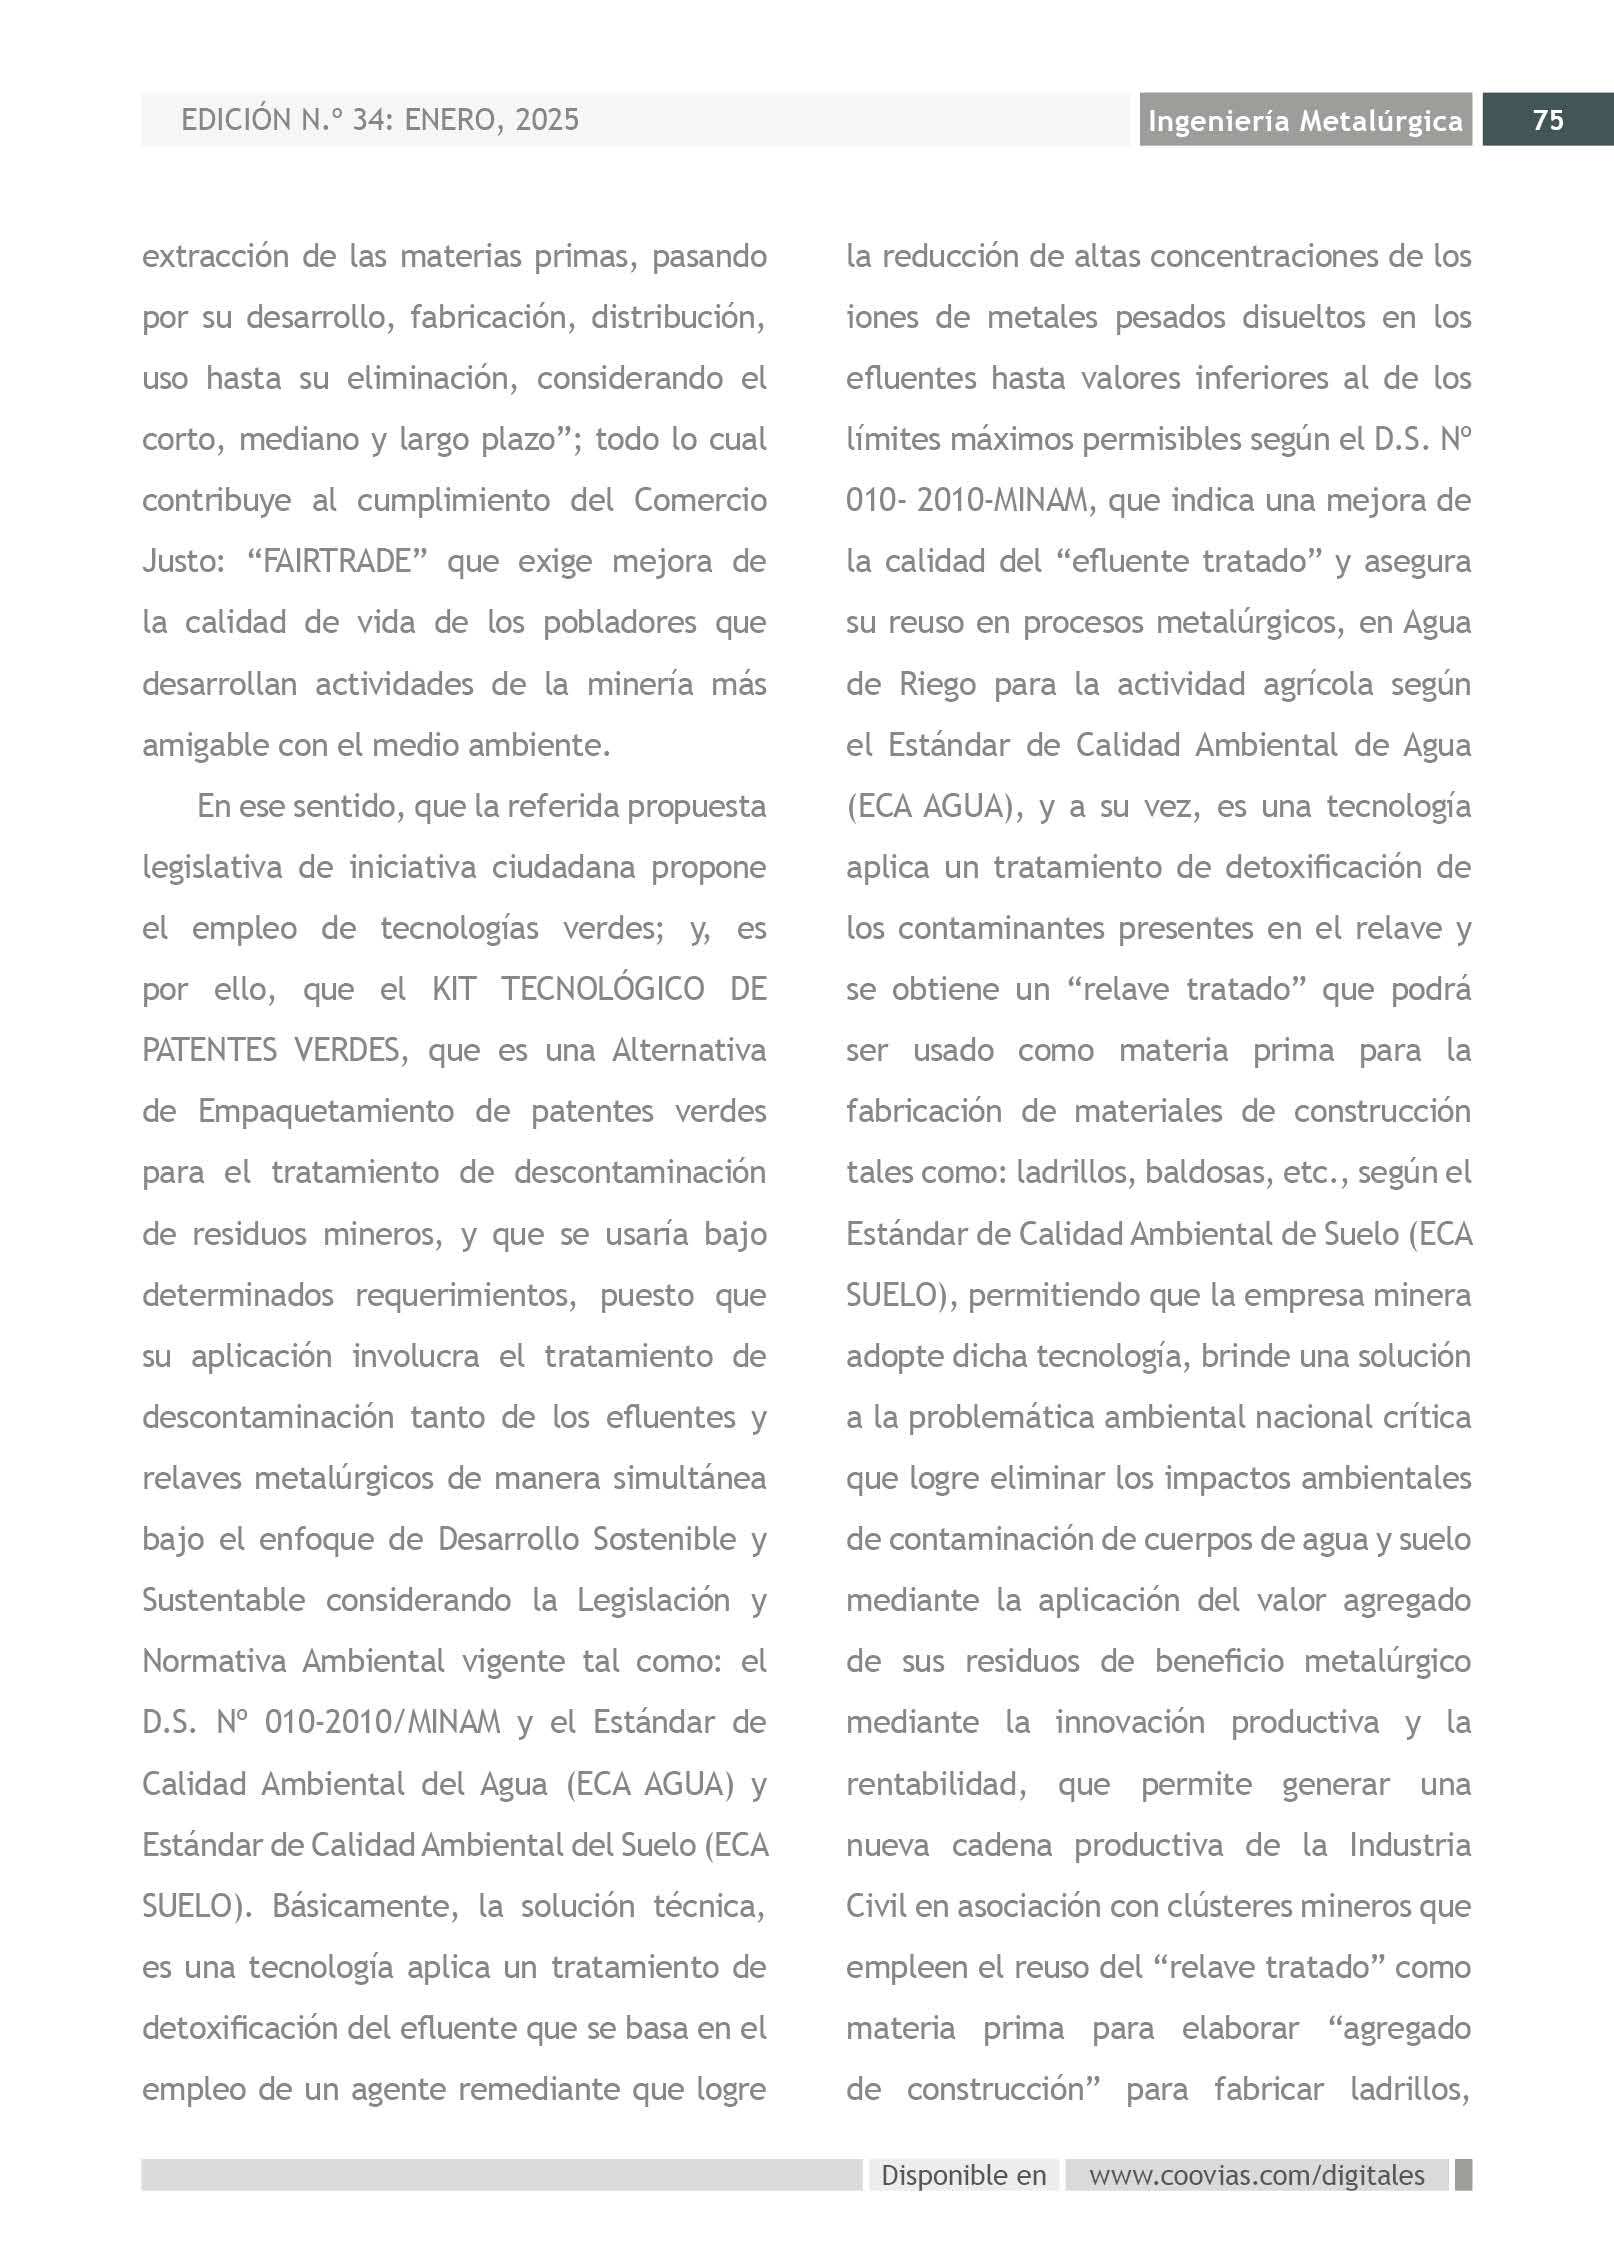 EDICIÓN N.º 34: ENERO, 2025
Ingeniería Metalúrgica
75
extracción de las materias primas, pasando
por su desarrollo, fabricación, distribución,
uso hasta su eliminación, considerando el
corto, mediano y largo plazo”; todo lo cual
contribuye al cumplimiento del Comercio
Justo: “FAIRTRADE” que exige mejora de
la calidad de vida de los pobladores que
desarrollan actividades de la minería más
amigable con el medio ambiente.
En ese sentido, que la referida propuesta
legislativa de iniciativa ciudadana propone
el empleo de tecnologías verdes; y, es
por ello, que el KIT TECNOLÓGICO DE
PATENTES VERDES, que es una Alternativa
de Empaquetamiento de patentes verdes
para el tratamiento de descontaminación
de residuos mineros, y que se usaría bajo
determinados requerimientos, puesto que
su aplicación involucra el tratamiento de
descontaminación tanto de los efluentes y
relaves metalúrgicos de manera simultánea
bajo el enfoque de Desarrollo Sostenible y
Sustentable considerando la Legislación y
Normativa Ambiental vigente tal como: el
D.S. Nº 010-2010/MINAM y el Estándar de
Calidad Ambiental del Agua (ECA AGUA) y
Estándar de Calidad Ambiental del Suelo (ECA
SUELO). Básicamente, la solución técnica,
es una tecnología aplica un tratamiento de
detoxificación del efluente que se basa en el
empleo de un agente remediante que logre
la reducción de altas concentraciones de los
iones de metales pesados disueltos en los
efluentes hasta valores inferiores al de los
límites máximos permisibles según el D.S. Nº
010- 2010-MINAM, que indica una mejora de
la calidad del “efluente tratado” y asegura
su reuso en procesos metalúrgicos, en Agua
de Riego para la actividad agrícola según
el Estándar de Calidad Ambiental de Agua
(ECA AGUA), y a su vez, es una tecnología
aplica un tratamiento de detoxificación de
los contaminantes presentes en el relave y
se obtiene un “relave tratado” que podrá
ser usado como materia prima para la
fabricación de materiales de construcción
tales como: ladrillos, baldosas, etc., según el
Estándar de Calidad Ambiental de Suelo (ECA
SUELO), permitiendo que la empresa minera
adopte dicha tecnología, brinde una solución
a la problemática ambiental nacional crítica
que logre eliminar los impactos ambientales
de contaminación de cuerpos de agua y suelo
mediante la aplicación del valor agregado
de sus residuos de beneficio metalúrgico
mediante la innovación productiva y la
rentabilidad, que permite generar una
nueva cadena productiva de la Industria
Civil en asociación con clústeres mineros que
empleen el reuso del “relave tratado” como
materia prima para elaborar “agregado
de construcción” para fabricar ladrillos,
Disponible en
www.coovias.com/digitales